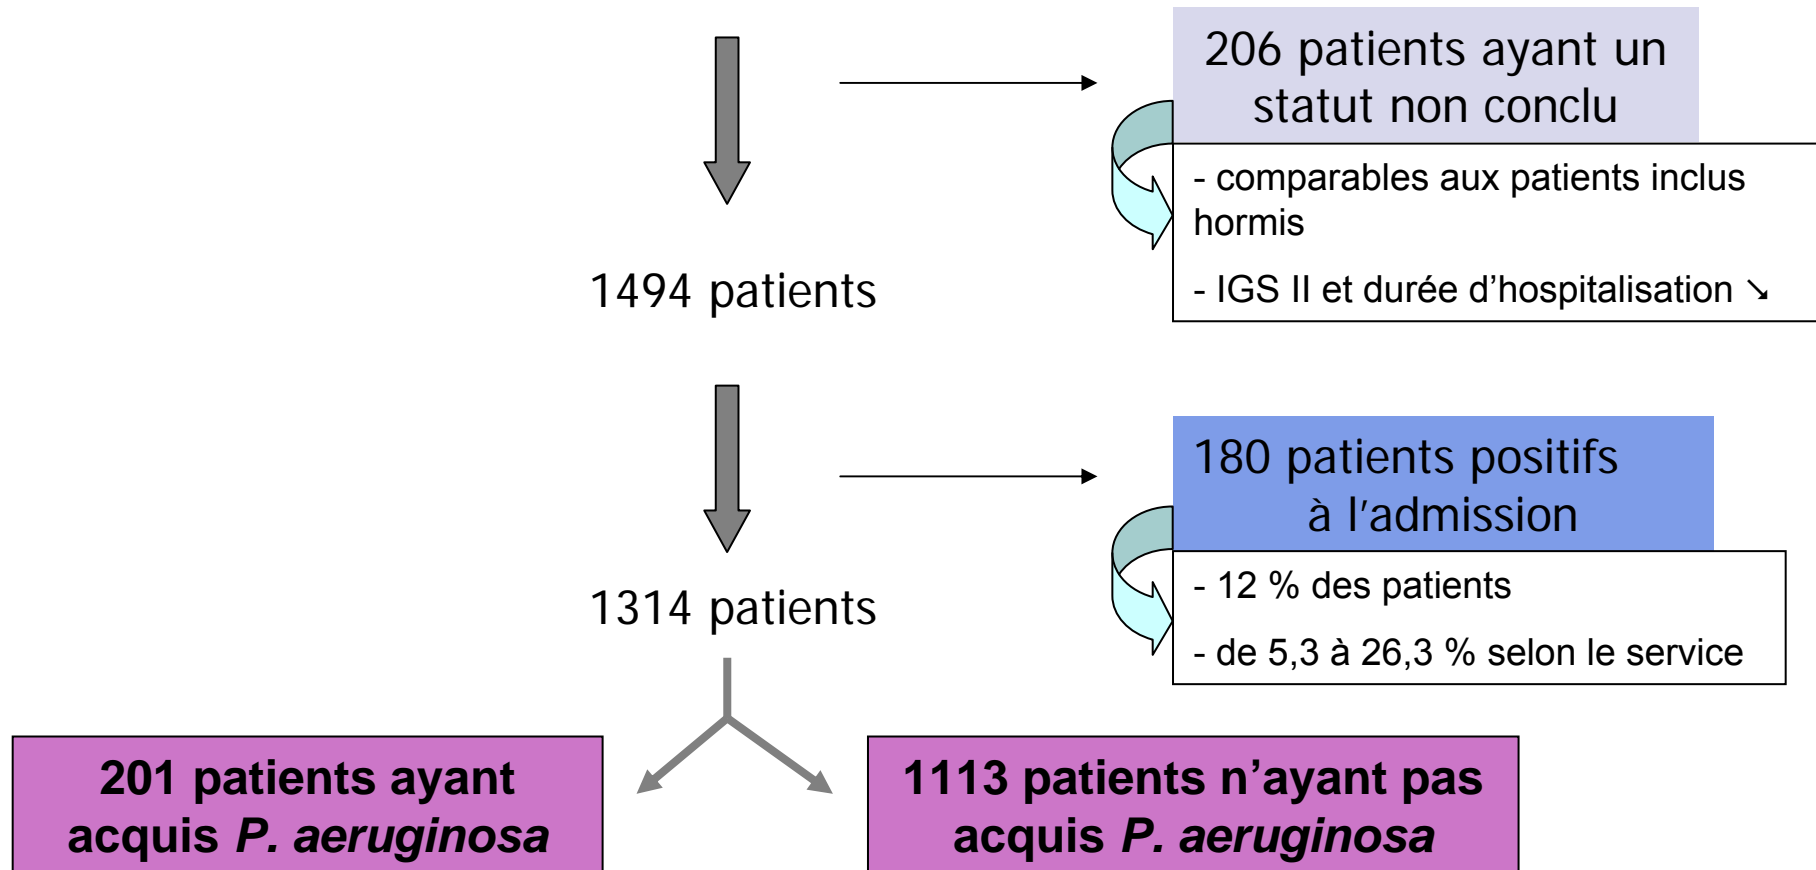 206 patients ayant un
statut non conclu
- comparables aux patients inclus
hormis
- IGS II et durée d’hospitalisation ↘
1494 patients
180 patients positifs
à l’admission
- 12 % des patients
- de 5,3 à 26,3 % selon le service
1314 patients
201 patients ayant
acquis P. aeruginosa
1113 patients n’ayant pas
acquis P. aeruginosa